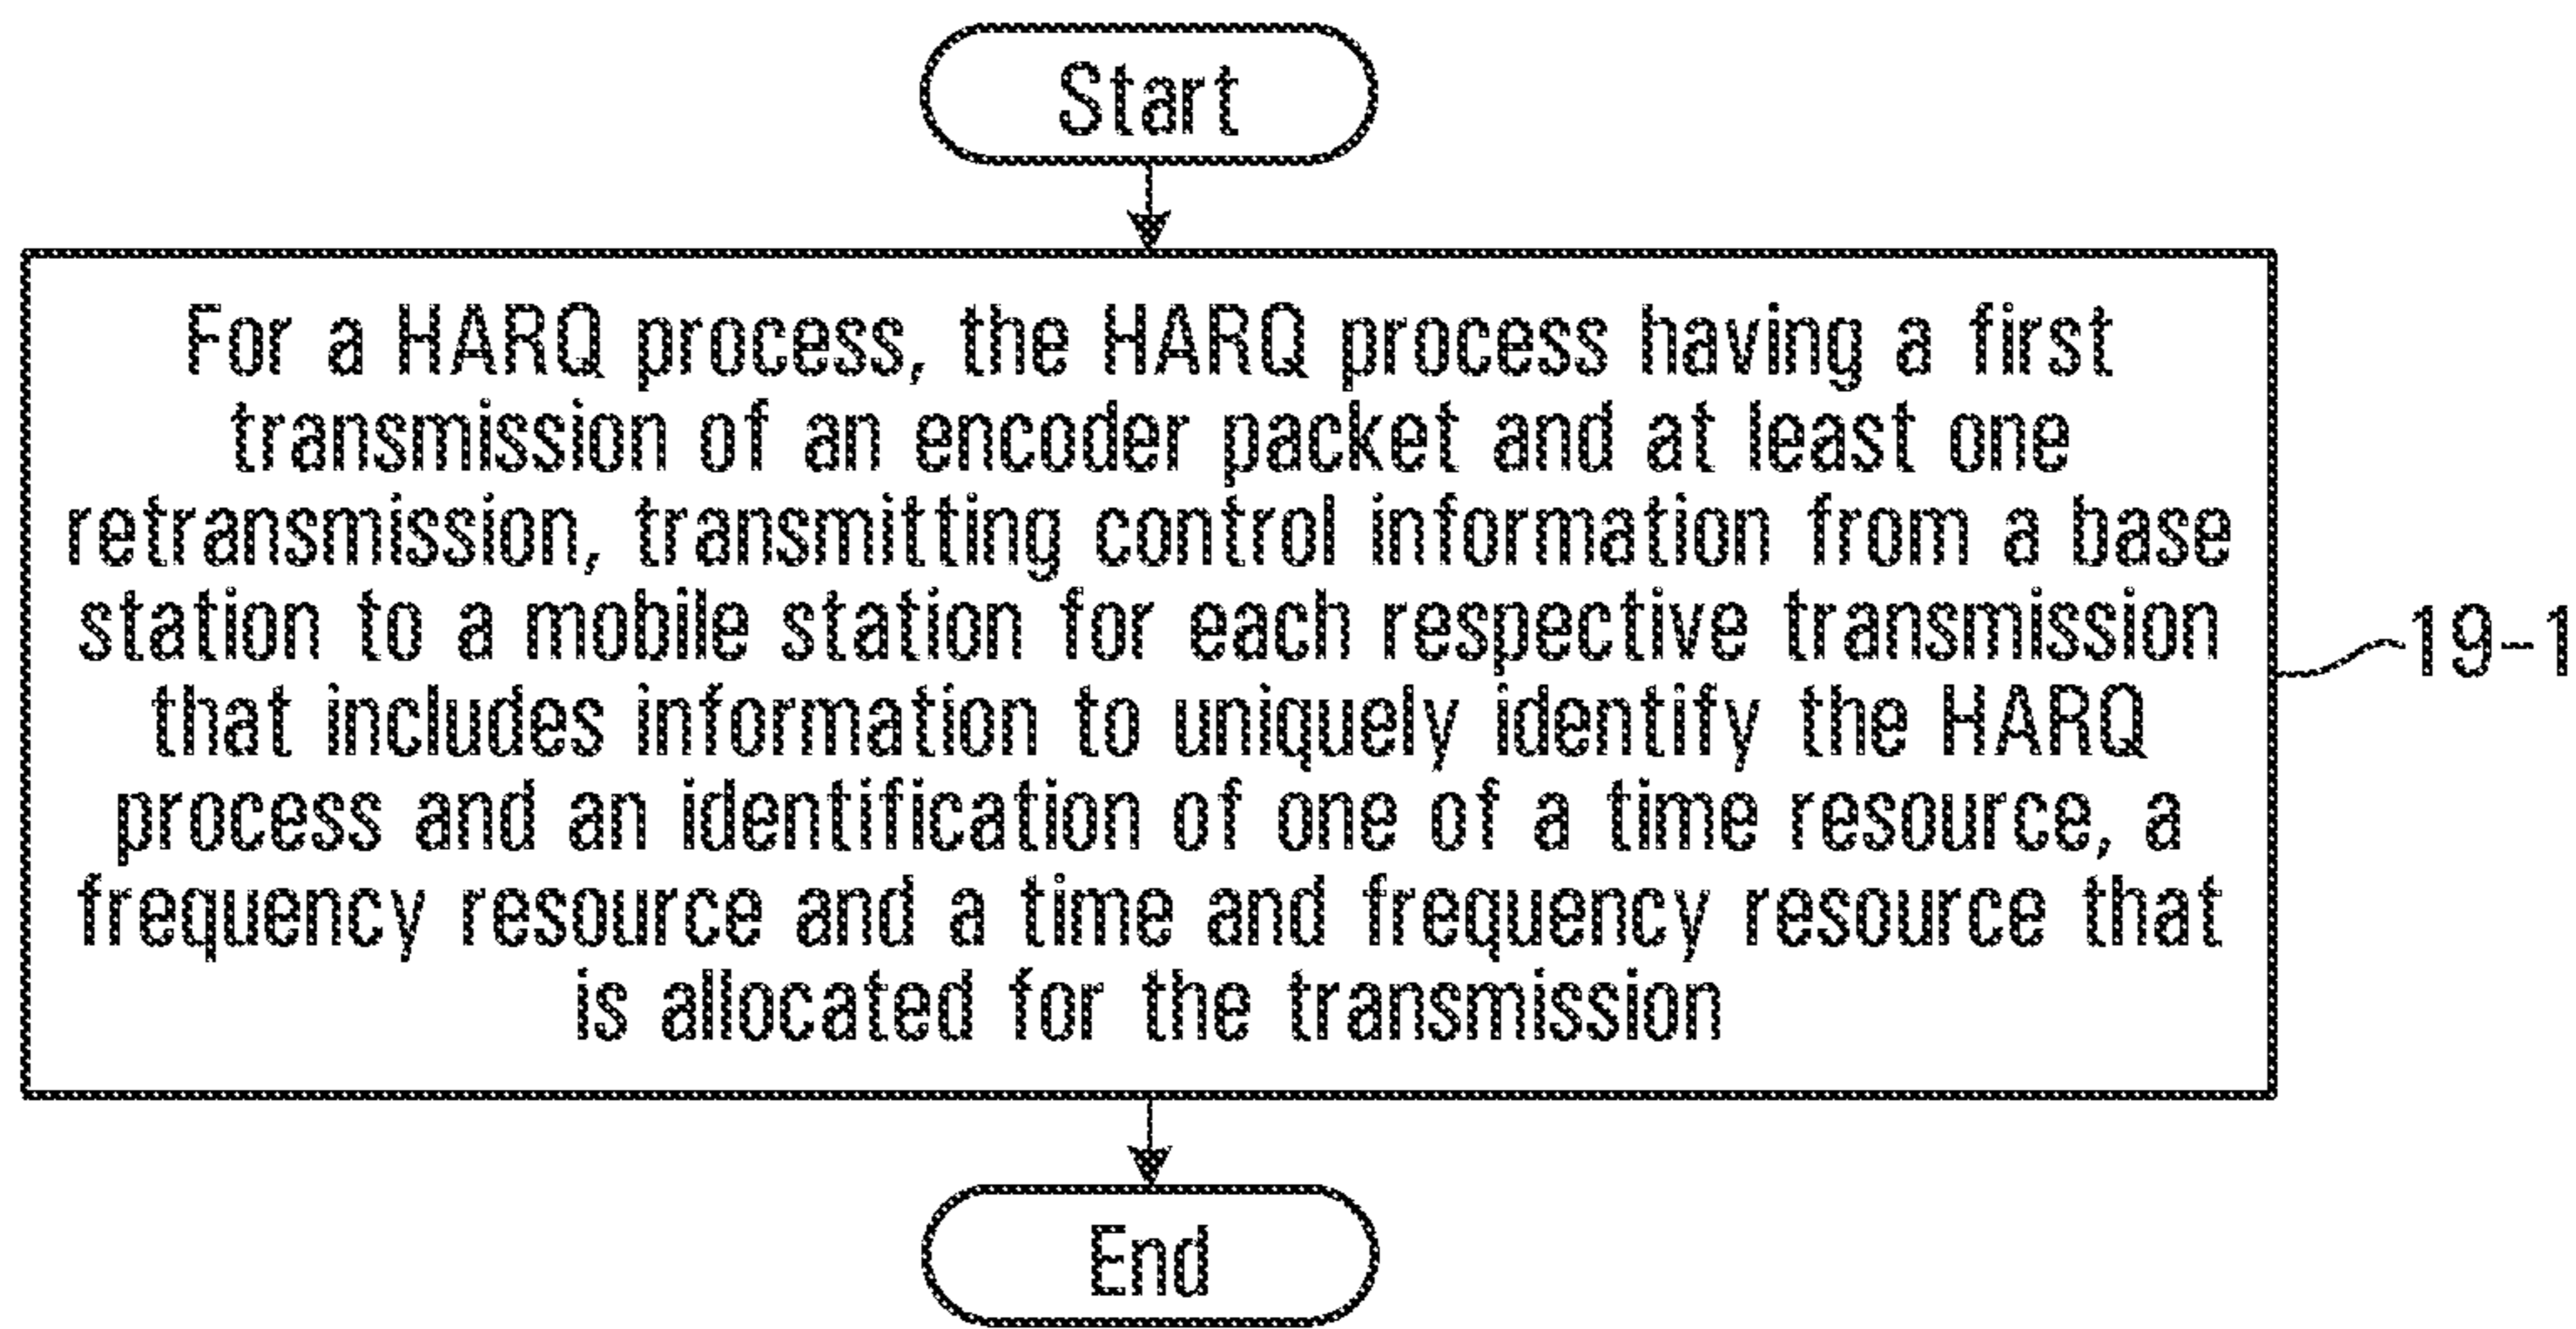 Start
For a HARQ process, the HARQ process having a first
transmission of an encoder packet and at least one
retransmission, transmitting control information from a base
station to a mobile station for each respective transmission
that includes information to uniquely identify the HARQ
process and an identification of one of a time resource, a
frequency resource and a time and frequency resource that
is allocated for the transmission
19-1
End